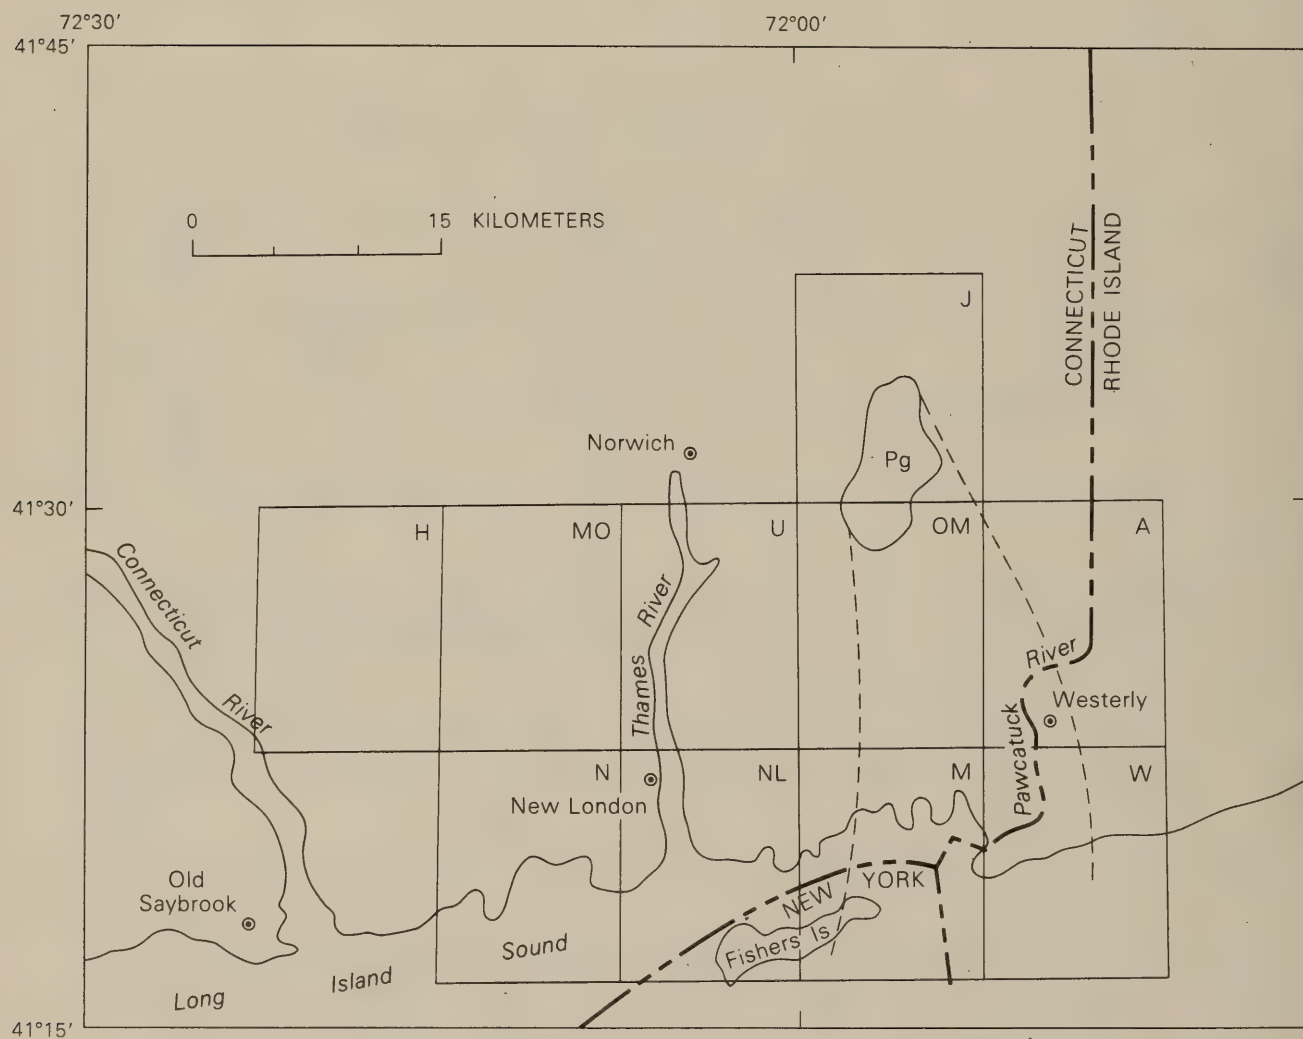 72°30'
72°00'
41°45'
0
15 KILOMETERS
CONNECTICUT
RHODE ISLAND
J
Norwich
Pg
41°30'
H
MO
U
OM
A
Connecticut
River
Thames
River
River
Pawcatuck
Westerly
N
NL
M
W
New London
Old
Saybrook
NEW
YORK
Fishers Is
Sound
Island
Long
41°15'